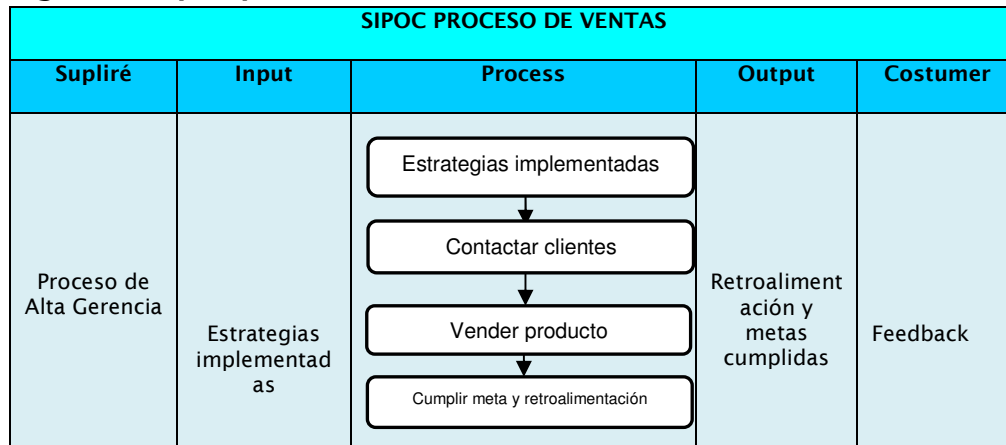 SIPOC PROCESO DE VENTAS
Supliré
Input
Process
Output
Costumer
Proceso de
Alta Gerencia
Estrategias
implementad
as
Estrategias implementadas
Contactar clientes
Vender producto
Cumplir meta y retroalimentación
Retroaliment
ación y
metas
cumplidas
Feedback